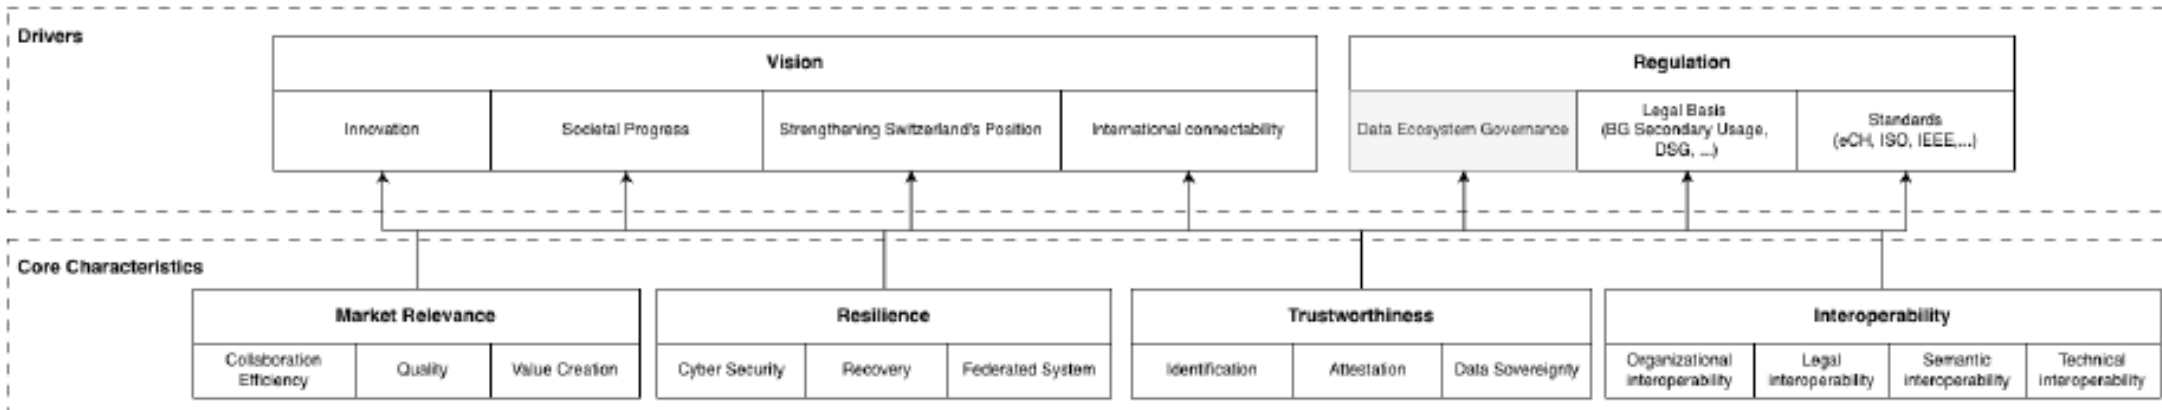 Drivers
Vision
Innovation
Societal Progress
Strengthening Switzerland's Position
International connectability
Regulation
Data Ecosystem Governance
Legal Basis
(BG Secondary Usage,
DSG, ...)
Standards
(eCH, ISO, IEEE,...)
Core Characteristics
Market Relevance
Collaboration
Efficiency
Quality
Value Creation
Resilience
Cyber Security
Recovery
Federated System
Trustworthiness
Identification
Attestation
Data Sovereignty
Interoperability
Organizational
interoperability
Legal
interoperability
Semantic
interoperability
Technical
interoperability